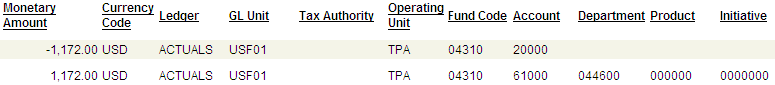 Monetary Amount Currency Code Ledger GL Unit Tax Authority Operating Unit Fund Code Account Department Product Initiative
-1,172.00 USD ACTUALS USF01 TPA 04310 20000
1,172.00 USD ACTUALS USF01 TPA 04310 61000 044600 000000 0000000